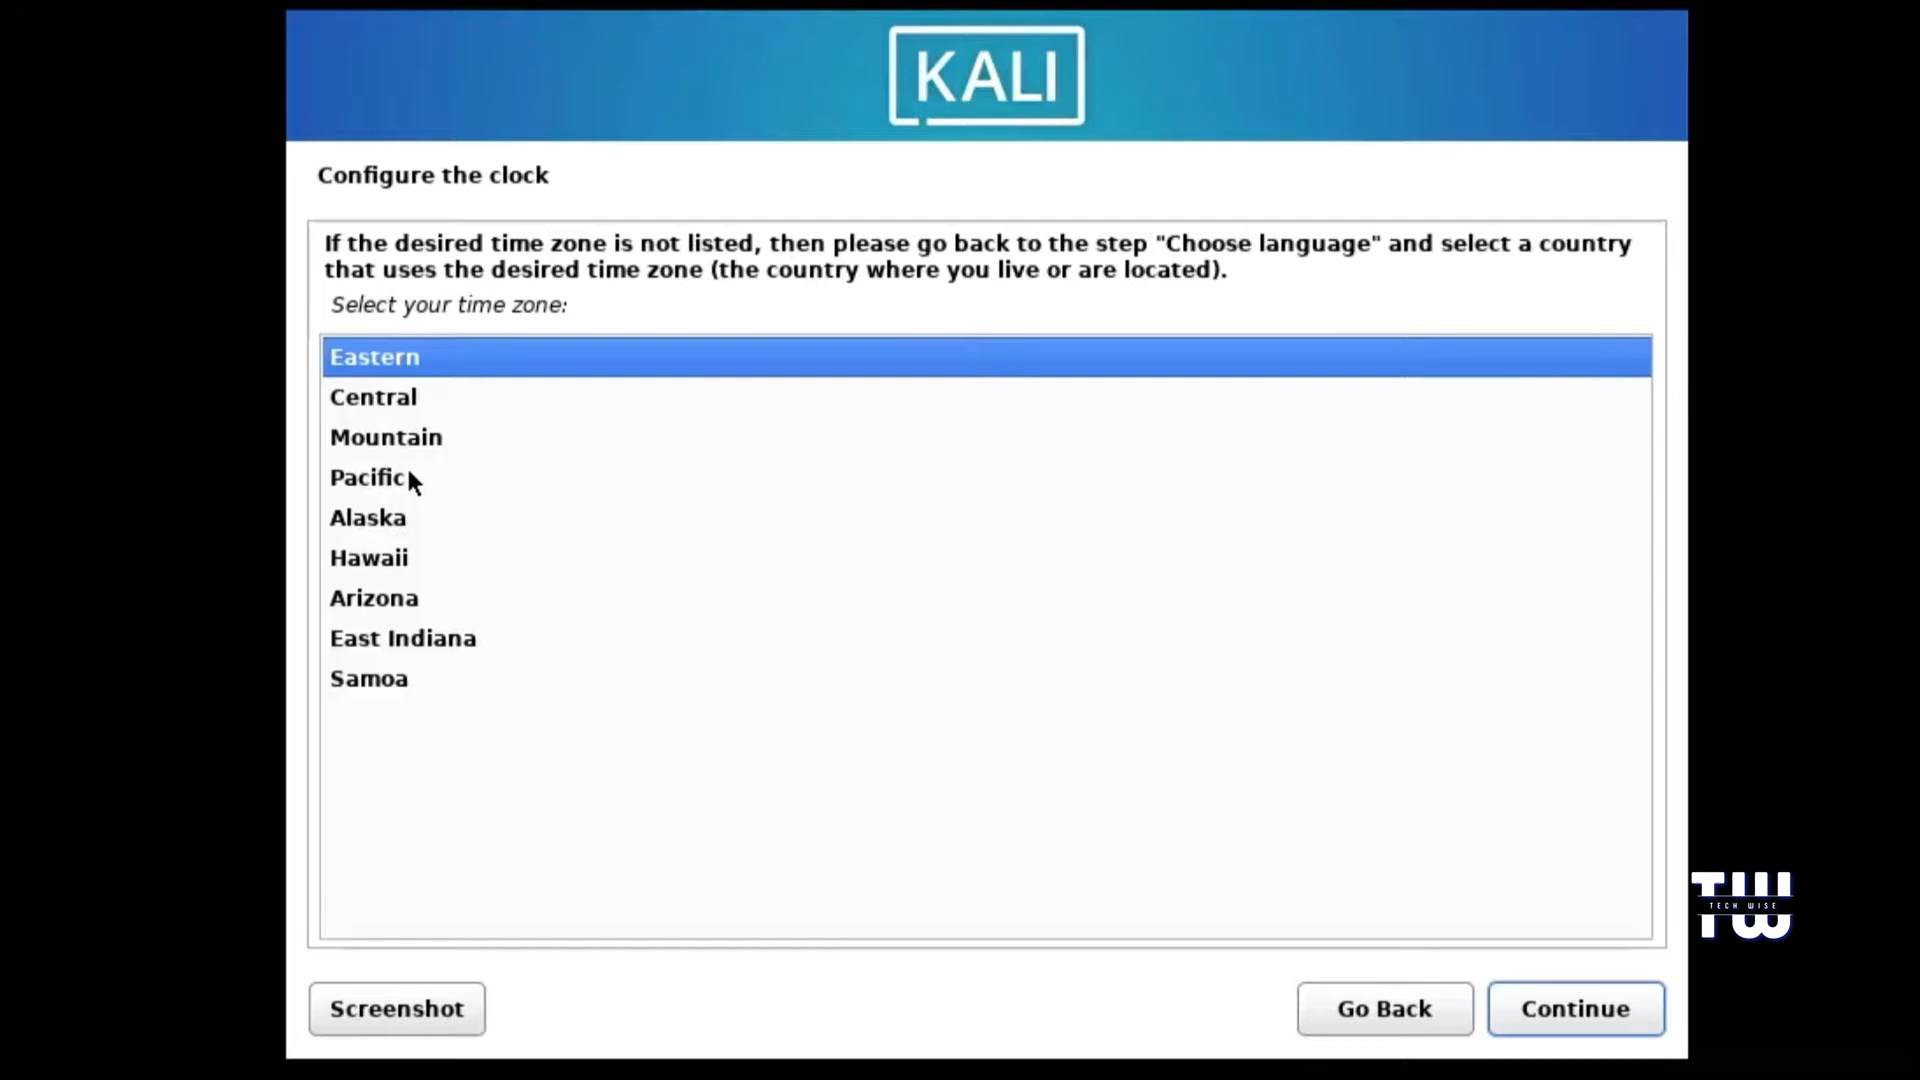 KALI
Configure the clock
If the desired time zone is not listed, then please go back to the step "Choose language" and select a country
that uses the desired time zone (the country where you live or are located).
Select your time zone:
Eastern
Central
Mountain
Pacific
Alaska
Hawaii
Arizona
East Indiana
Samoa
TW
TECH WISE
Screenshot
Go Back
Continue